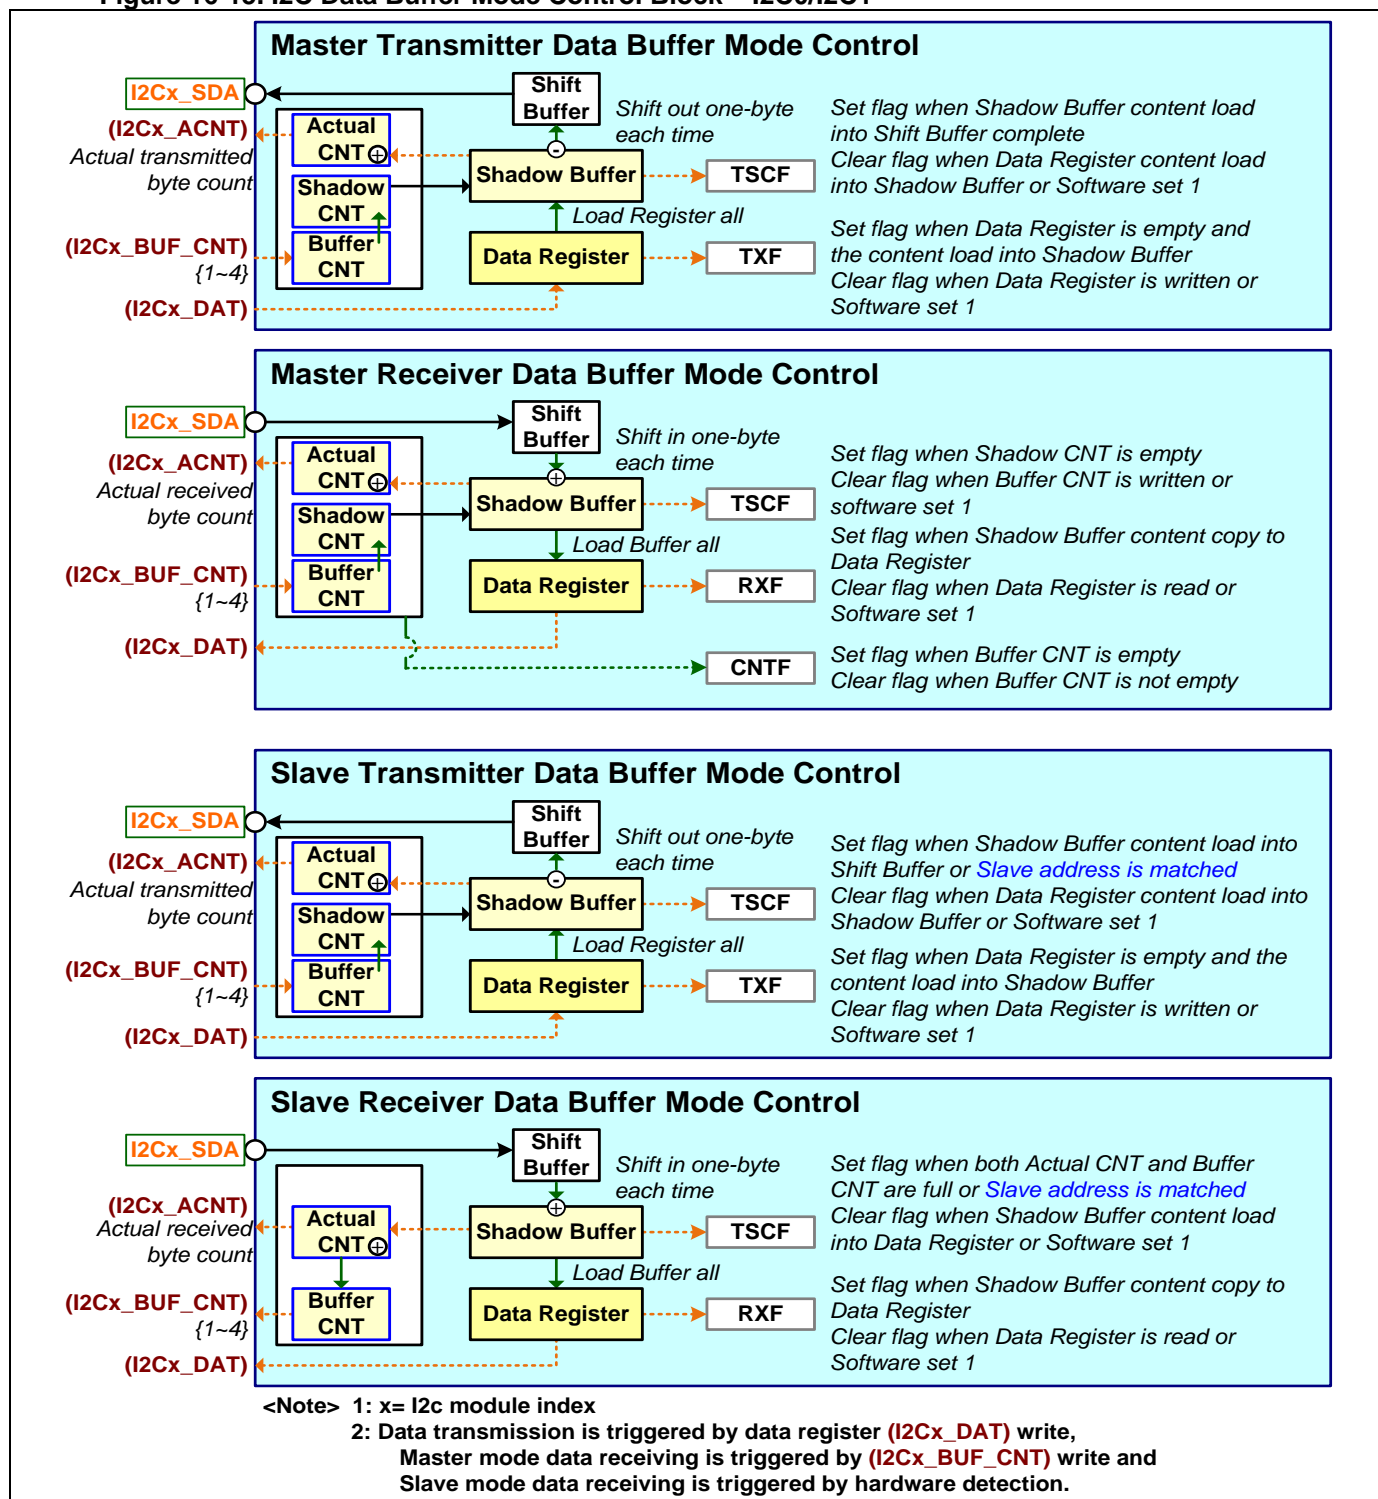 Figure 10-15. I2C Data Buffer Mode Control Block – I2C0/I2C1
Master Transmitter Data Buffer Mode Control
I2Cx_SDA
Shift
Buffer
Shift out one-byte
each time
Set flag when Shadow Buffer content load
into Shift Buffer complete
Clear flag when Data Register content load
into Shadow Buffer or Software set 1
(I2Cx_ACNT)
Actual transmitted
byte count
Actual
CNT
Shadow Buffer
TSCF
Shadow
CNT
Load Register all
(I2Cx_BUF_CNT)
{1~4}
Buffer
CNT
Data Register
TXF
Set flag when Data Register is empty and
the content load into Shadow Buffer
Clear flag when Data Register is written or
Software set 1
(I2Cx_DAT)
Master Receiver Data Buffer Mode Control
I2Cx_SDA
Shift
Buffer
Shift in one-byte
each time
(I2Cx_ACNT)
Actual received
byte count
Actual
CNT
Shadow Buffer
TSCF
Set flag when Shadow CNT is empty
Clear flag when Buffer CNT is written or
software set 1
Shadow
CNT
Load Buffer all
(I2Cx_BUF_CNT)
{1~4}
Buffer
CNT
Data Register
RXF
Set flag when Shadow Buffer content copy to
Data Register
Clear flag when Data Register is read or
Software set 1
(I2Cx_DAT)
CNTF
Set flag when Buffer CNT is empty
Clear flag when Buffer CNT is not empty
Slave Transmitter Data Buffer Mode Control
I2Cx_SDA
Shift
Buffer
Shift out one-byte
each time
(I2Cx_ACNT)
Actual transmitted
byte count
Actual
CNT
Shadow Buffer
TSCF
Set flag when Shadow Buffer content load into
Shift Buffer or Slave address is matched
Clear flag when Data Register content load into
Shadow Buffer or Software set 1
Shadow
CNT
Load Register all
(I2Cx_BUF_CNT)
{1~4}
Buffer
CNT
Data Register
TXF
Set flag when Data Register is empty and the
content load into Shadow Buffer
Clear flag when Data Register is written or
Software set 1
(I2Cx_DAT)
Slave Receiver Data Buffer Mode Control
I2Cx_SDA
Shift
Buffer
Shift in one-byte
each time
(I2Cx_ACNT)
Actual received
byte count
Actual
CNT
Shadow Buffer
TSCF
Set flag when both Actual CNT and Buffer
CNT are full or Slave address is matched
Clear flag when Shadow Buffer content load
into Data Register or Software set 1
Load Buffer all
(I2Cx_BUF_CNT)
{1~4}
Buffer
CNT
Data Register
RXF
Set flag when Shadow Buffer content copy to
Data Register
Clear flag when Data Register is read or
Software set 1
(I2Cx_DAT)
<Note> 1: x= I2c module index
2: Data transmission is triggered by data register (I2Cx_DAT) write,
Master mode data receiving is triggered by (I2Cx_BUF_CNT) write and
Slave mode data receiving is triggered by hardware detection.